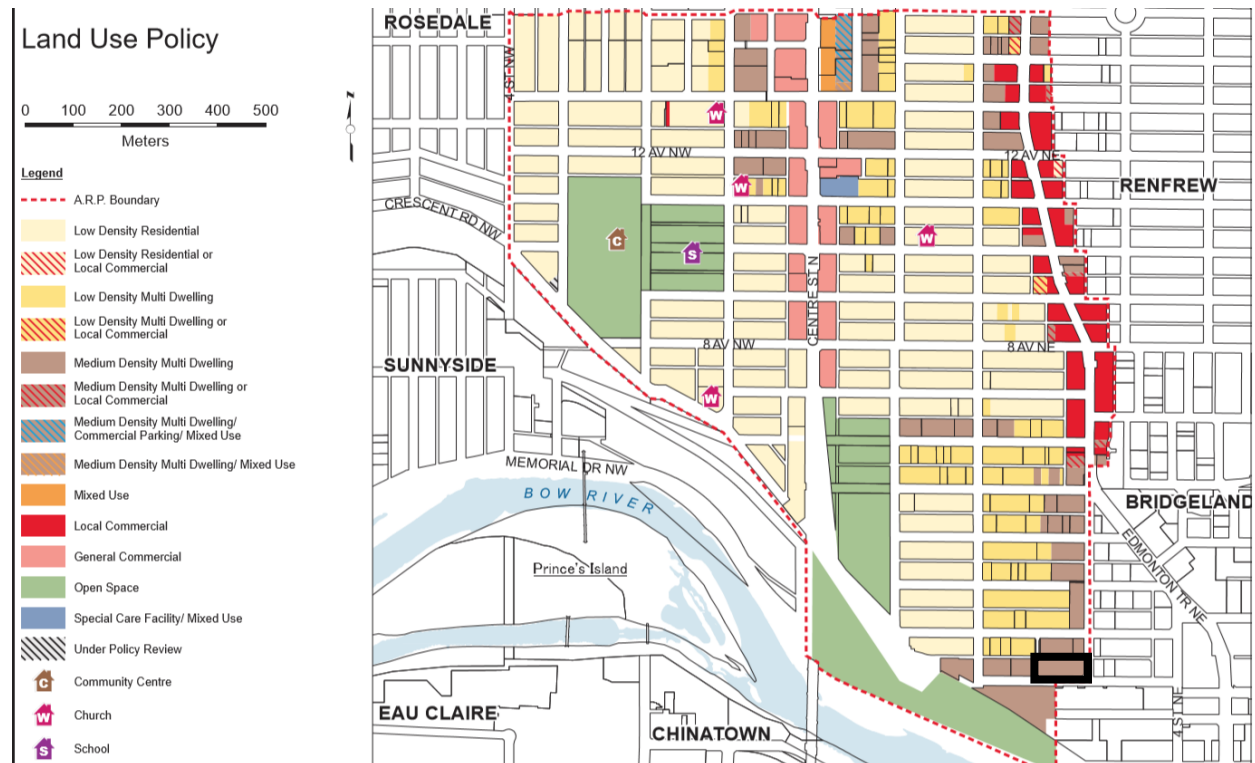 Land Use Policy
0 100 200 300 400 500
Meters
Legend
A.R.P. Boundary
Low Density Residential
Low Density Residential or
Local Commercial
Low Density Multi Dwelling
Low Density Multi Dwelling or
Local Commercial
Medium Density Multi Dwelling
Medium Density Multi Dwelling or
Local Commercial
Medium Density Multi Dwelling/
Commercial Parking/ Mixed Use
Medium Density Multi Dwelling/ Mixed Use
Mixed Use
Local Commercial
General Commercial
Open Space
Special Care Facility/ Mixed Use
Under Policy Review
C Community Centre
W Church
S School
N
ROSEDALE
4 ST NW
W
12 AV NW
12 AV NE
W
RENFREW
CRESCENT RD NW
C
S
W
CENTRE ST N
8 AV NW
8 AV NE
SUNNYSIDE
W
MEMORIAL DR NW
BOW RIVER
BRIDGELAND
EDMONTON TR NE
Prince's Island
4 ST NE
EAU CLAIRE
CHINATOWN